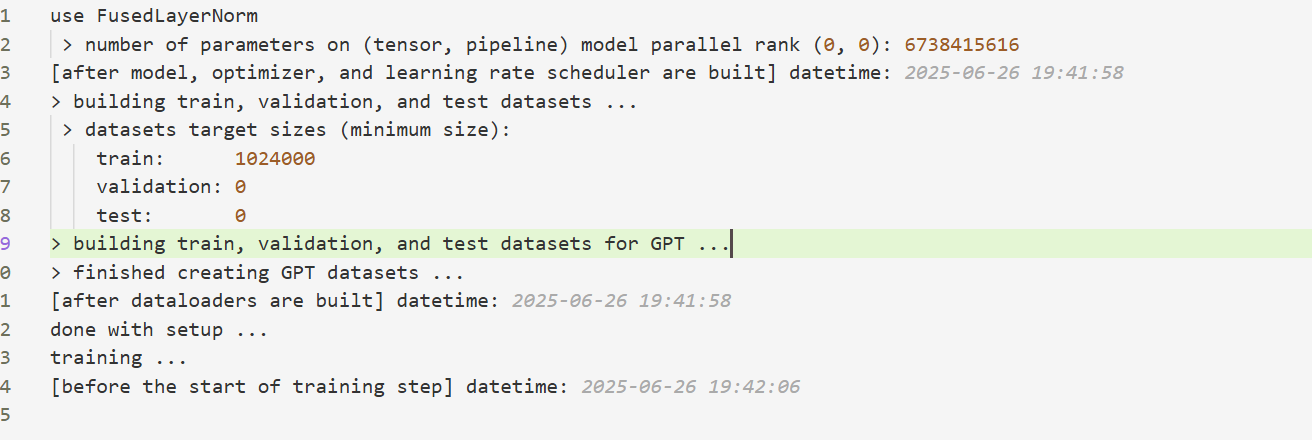 1 use FusedLayerNorm
2 > number of parameters on (tensor, pipeline) model parallel rank (0, 0): 6738415616
3 [after model, optimizer, and learning rate scheduler are built] datetime: 2025-06-26 19:41:58
4 > building train, validation, and test datasets ...
5 > datasets target sizes (minimum size):
6 train: 1024000
7 validation: 0
8 test: 0
9 > building train, validation, and test datasets for GPT ...
0 > finished creating GPT datasets ...
1 [after dataloaders are built] datetime: 2025-06-26 19:41:58
2 done with setup ...
3 training ...
4 [before the start of training step] datetime: 2025-06-26 19:42:06
5